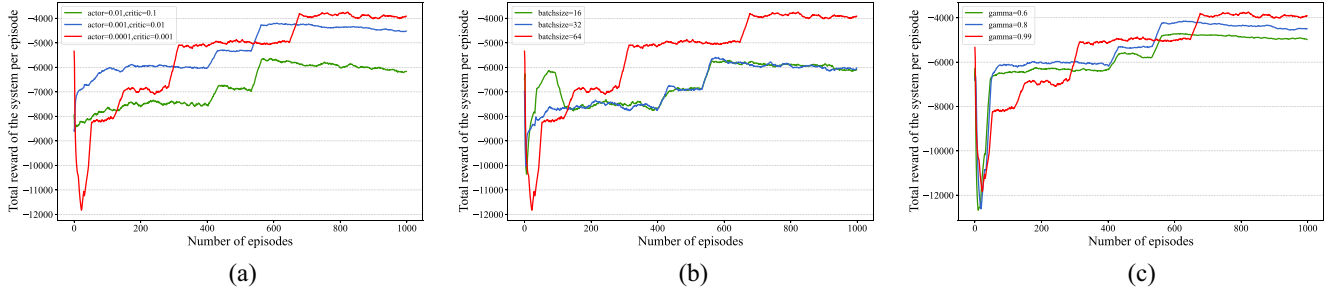 Total reward of the system per episode
−4000
−5000
−6000
−7000
−8000
−9000
−10000
−11000
−12000
actor=0.01,critic=0.1
actor=0.001,critic=0.01
actor=0.0001,critic=0.001
0
200
400
600
800
1000
Number of episodes
(a)
Total reward of the system per episode
−4000
−5000
−6000
−7000
−8000
−9000
−10000
−11000
−12000
batchsize=16
batchsize=32
batchsize=64
0
200
400
600
800
1000
Number of episodes
(b)
Total reward of the system per episode
−4000
−6000
−8000
−10000
−12000
gamma=0.6
gamma=0.8
gamma=0.99
0
200
400
600
800
1000
Number of episodes
(c)